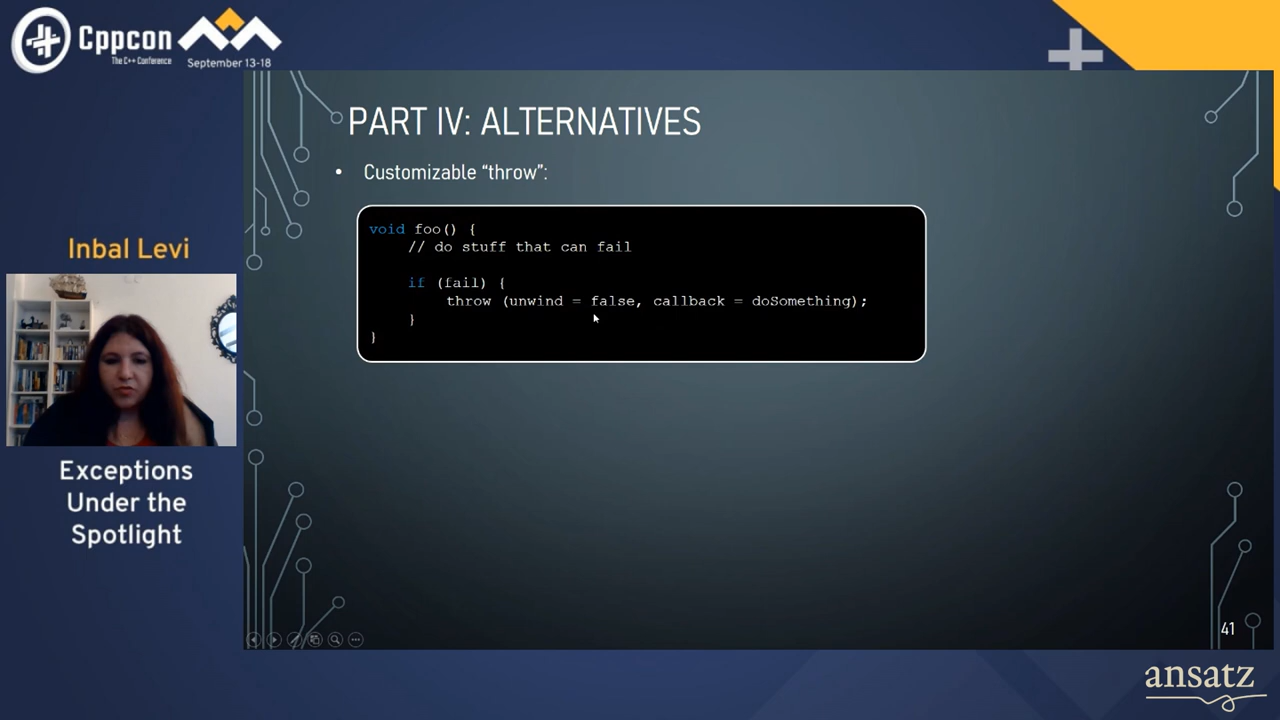 Cppcon
The C++ Conference
September 13-18
PART IV: ALTERNATIVES
• Customizable “throw”:
void foo() {
// do stuff that can fail
if (fail) {
throw (unwind = false, callback = doSomething);
}
}
Inbal Levi
Exceptions
Under the
Spotlight
41
ansatz